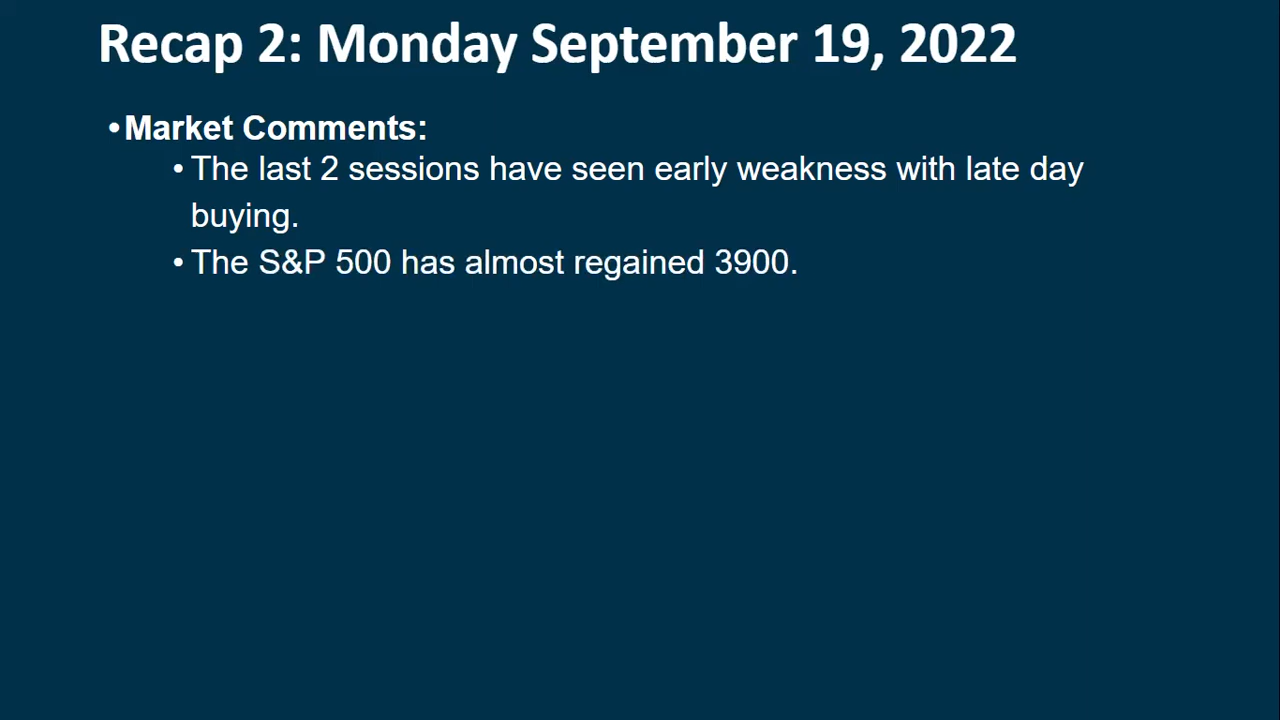 Recap 2: Monday September 19, 2022
•Market Comments:
•The last 2 sessions have seen early weakness with late day
buying.
•The S&P 500 has almost regained 3900.